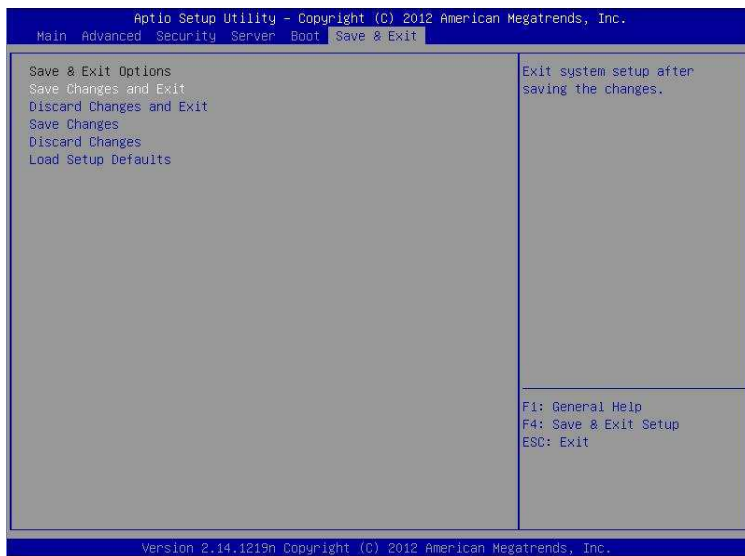 Aptio Setup Utility – Copyright (C) 2012 American Megatrends, Inc.
Main Advanced Security Server Boot Save & Exit
Save & Exit Options
Save Changes and Exit
Discard Changes and Exit
Save Changes
Discard Changes
Load Setup Defaults
Exit system setup after
saving the changes.
F1: General Help
F4: Save & Exit Setup
ESC: Exit
Version 2.14.1219n Copyright (C) 2012 American Megatrends, Inc.